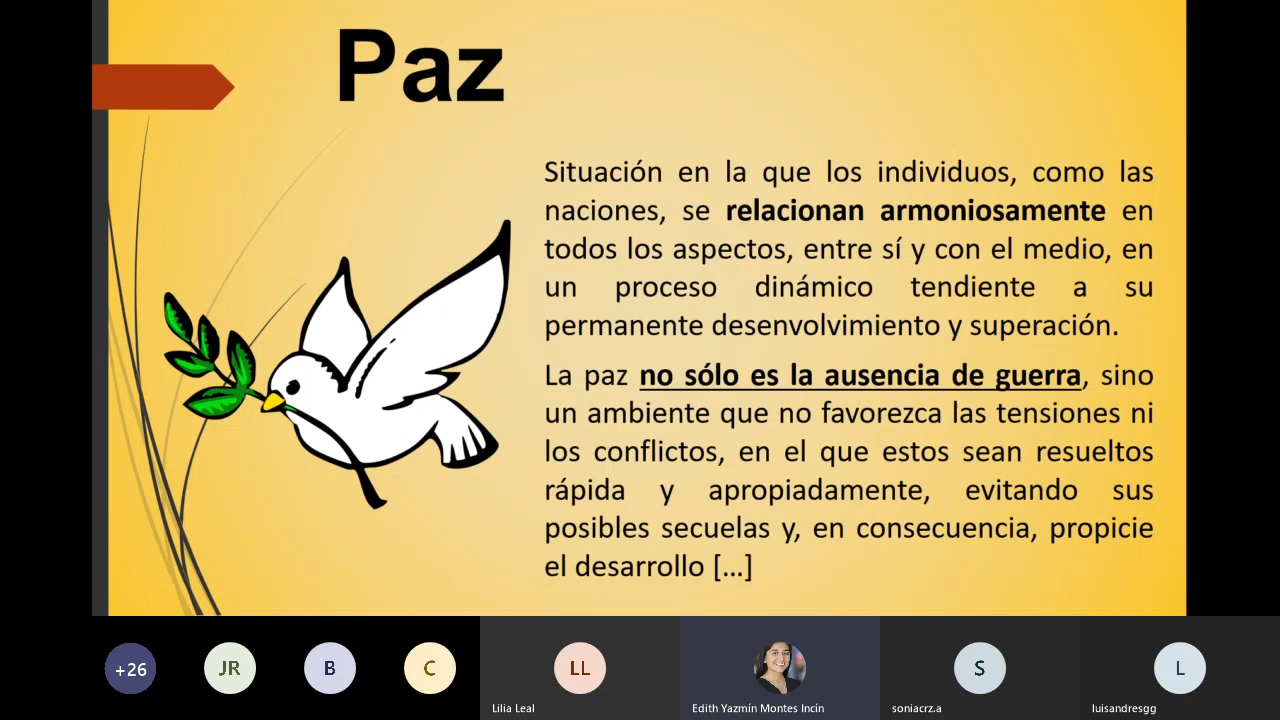 Paz
Situación en la que los individuos, como las
naciones, se relacionan armoniosamente en
todos los aspectos, entre sí y con el medio, en
un proceso dinámico tendiente a su
permanente desenvolvimiento y superación.
La paz no sólo es la ausencia de guerra, sino
un ambiente que no favorezca las tensiones ni
los conflictos, en el que estos sean resueltos
rápida y apropiadamente, evitando sus
posibles secuelas y, en consecuencia, propicie
el desarrollo [...]
+26
JR
B
C
LL
S
L
Lilia Leal
Edith Yazmín Montes Incín
soniacrz.a
luisandresgg